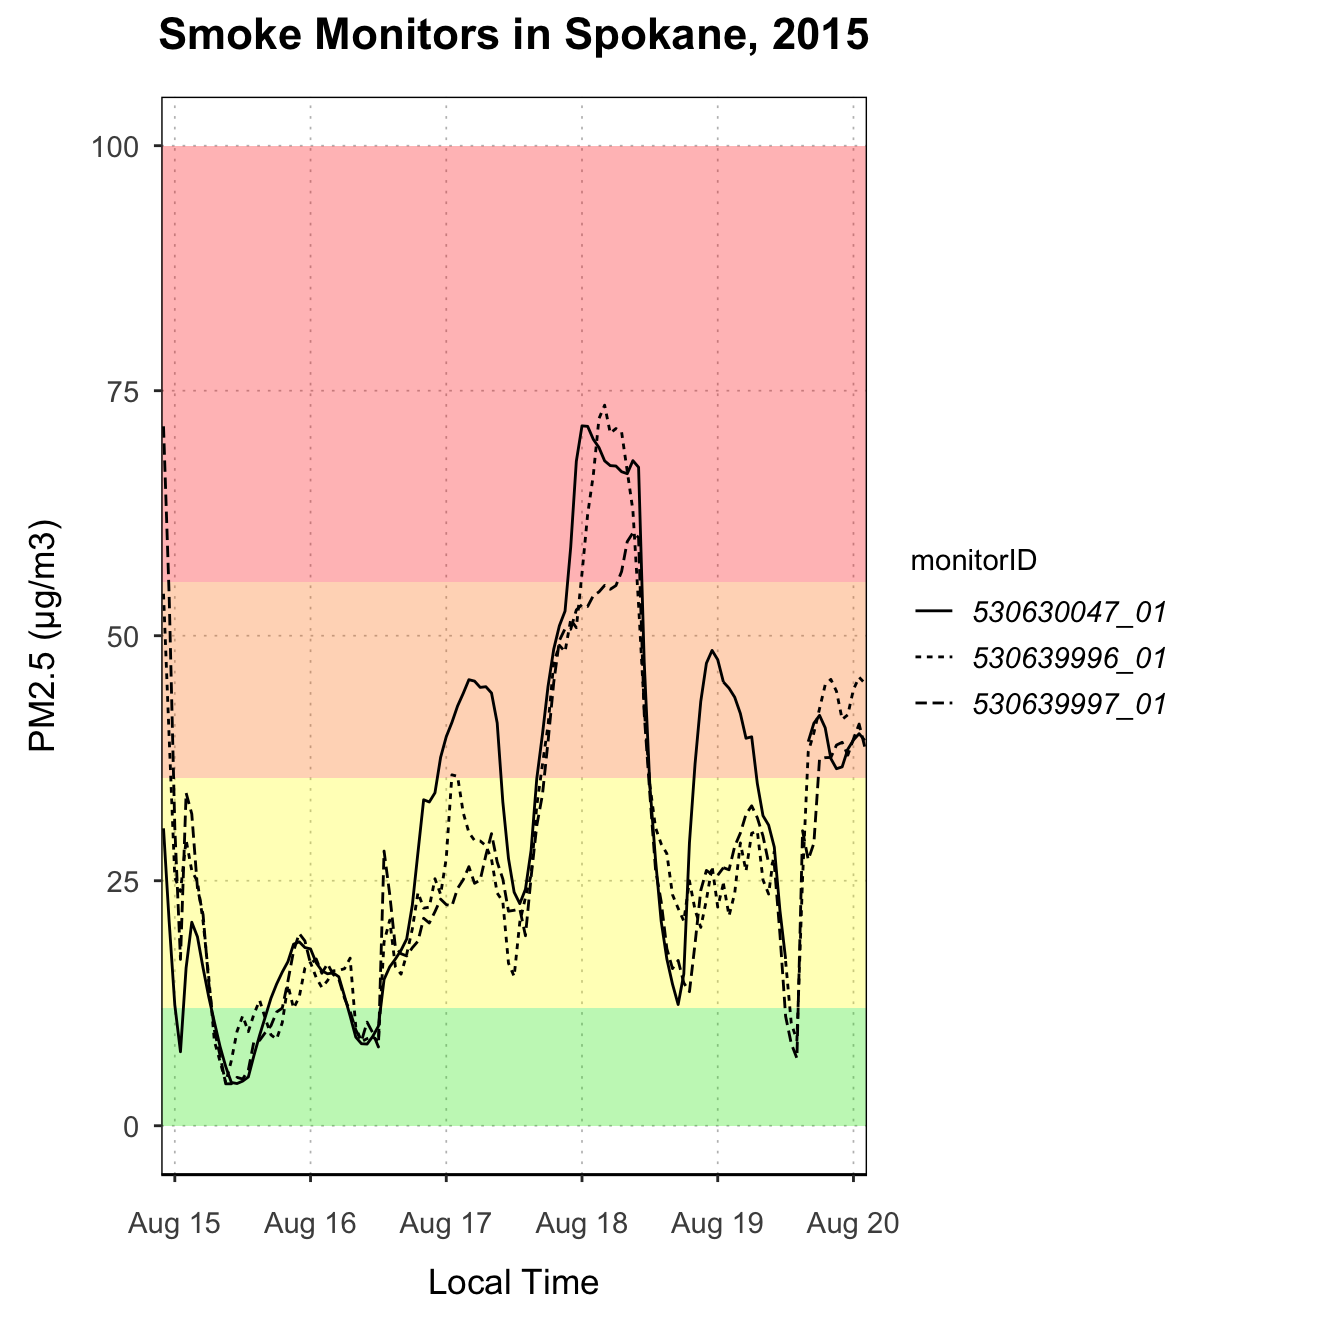 Smoke Monitors in Spokane, 2015
PM2.5 (µg/m3)
100
75
50
25
0
Aug 15 Aug 16 Aug 17 Aug 18 Aug 19 Aug 20
Local Time
monitorID
530630047_01
530639996_01
530639997_01